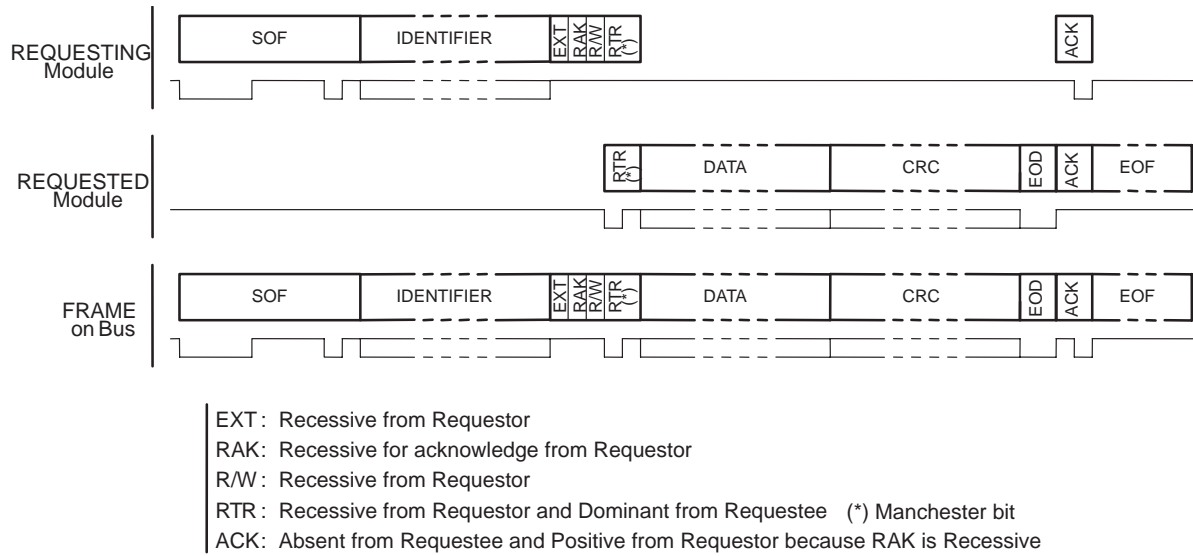 REQUESTING Module
SOF IDENTIFIER EXT RAK R/W RTR (*) ACK
REQUESTED Module
RTR (*) DATA CRC EOD ACK EOF
FRAME on Bus
SOF IDENTIFIER EXT RAK R/W RTR (*) DATA CRC EOD ACK EOF
EXT : Recessive from Requestor
RAK: Recessive for acknowledge from Requestor
R/W : Recessive from Requestor
RTR : Recessive from Requestor and Dominant from Requestee (*) Manchester bit
ACK: Absent from Requestee and Positive from Requestor because RAK is Recessive